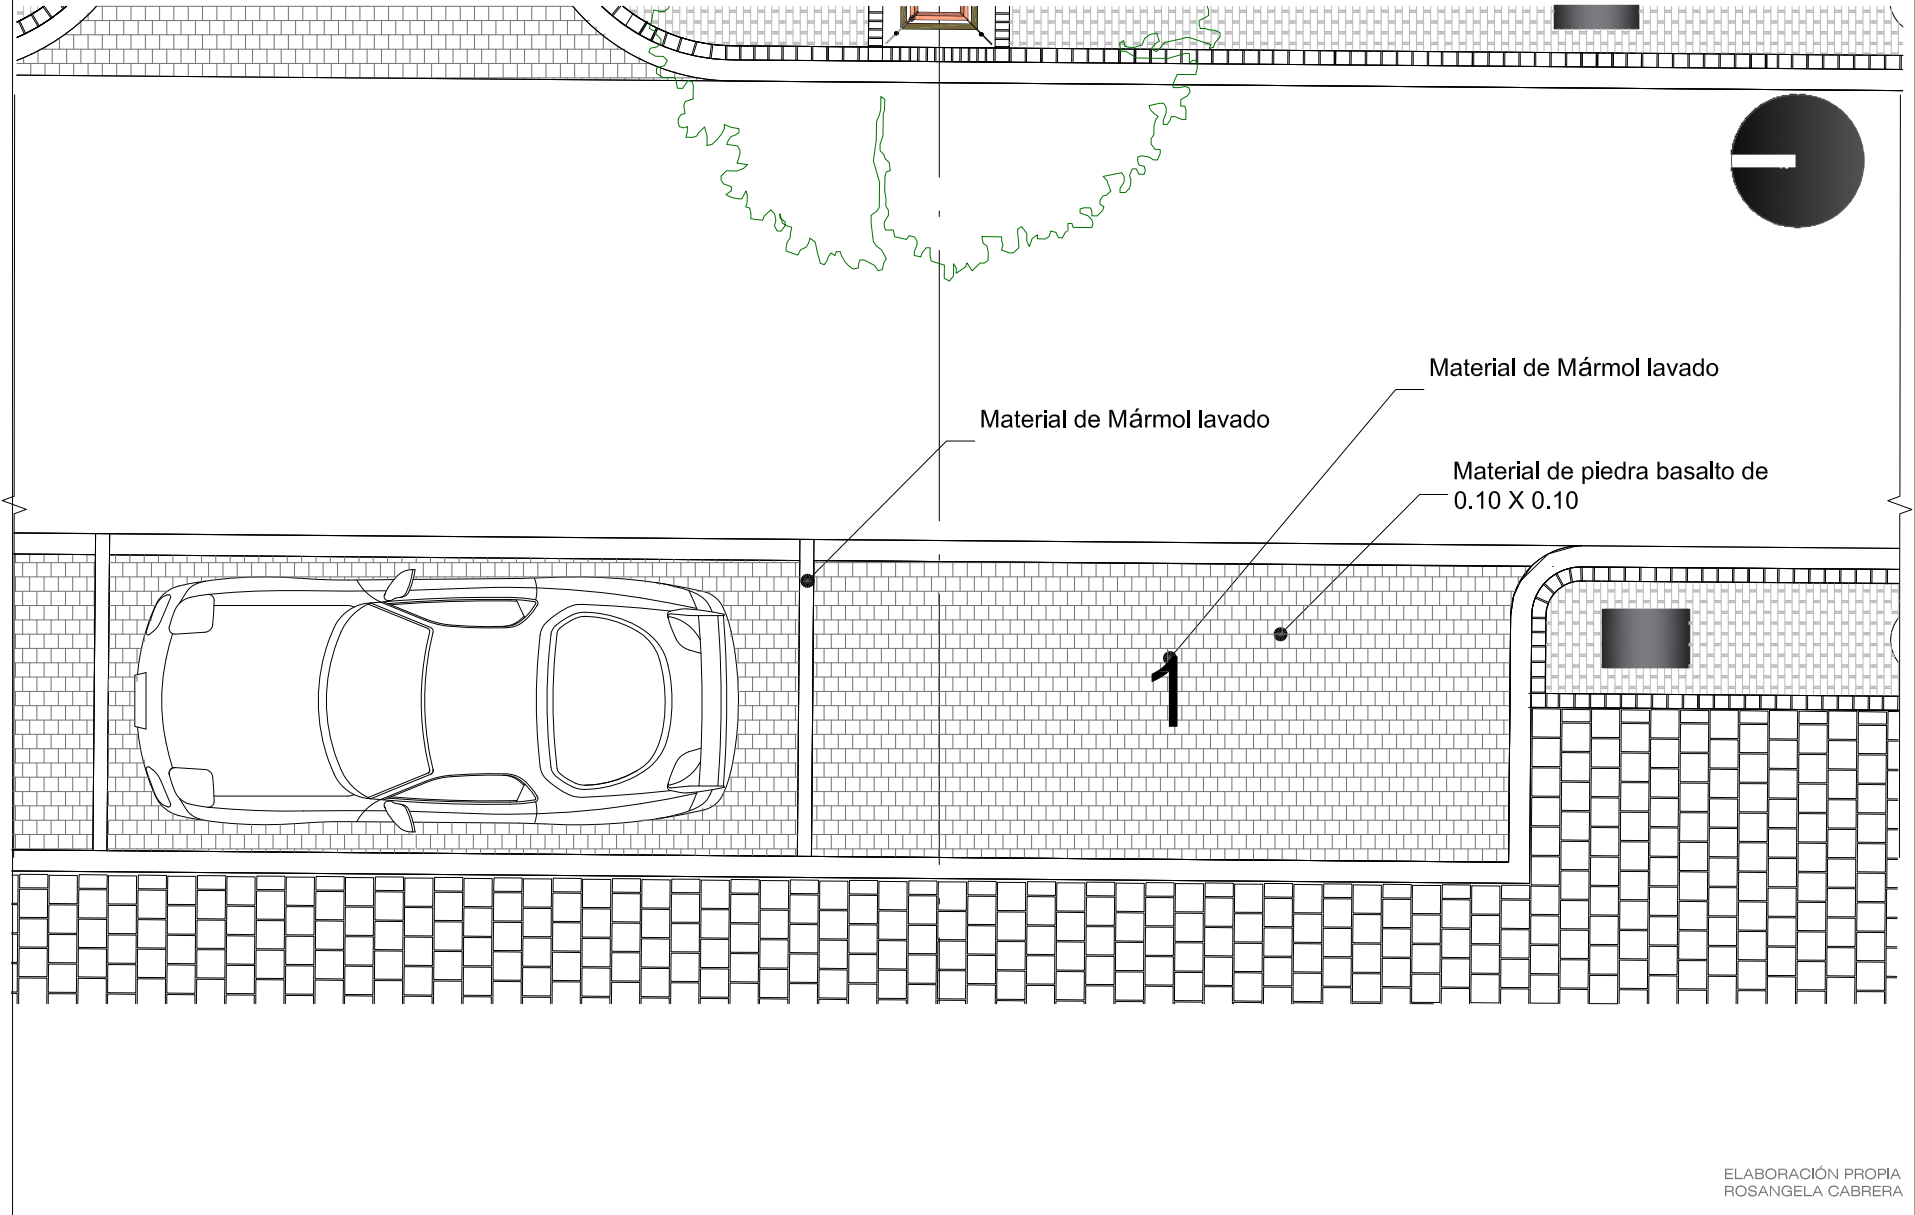 Material de Mármol lavado
Material de Mármol lavado
Material de piedra basalto de
0.10 X 0.10
1
ELABORACIÓN PROPIA
ROSANGELA CABRERA